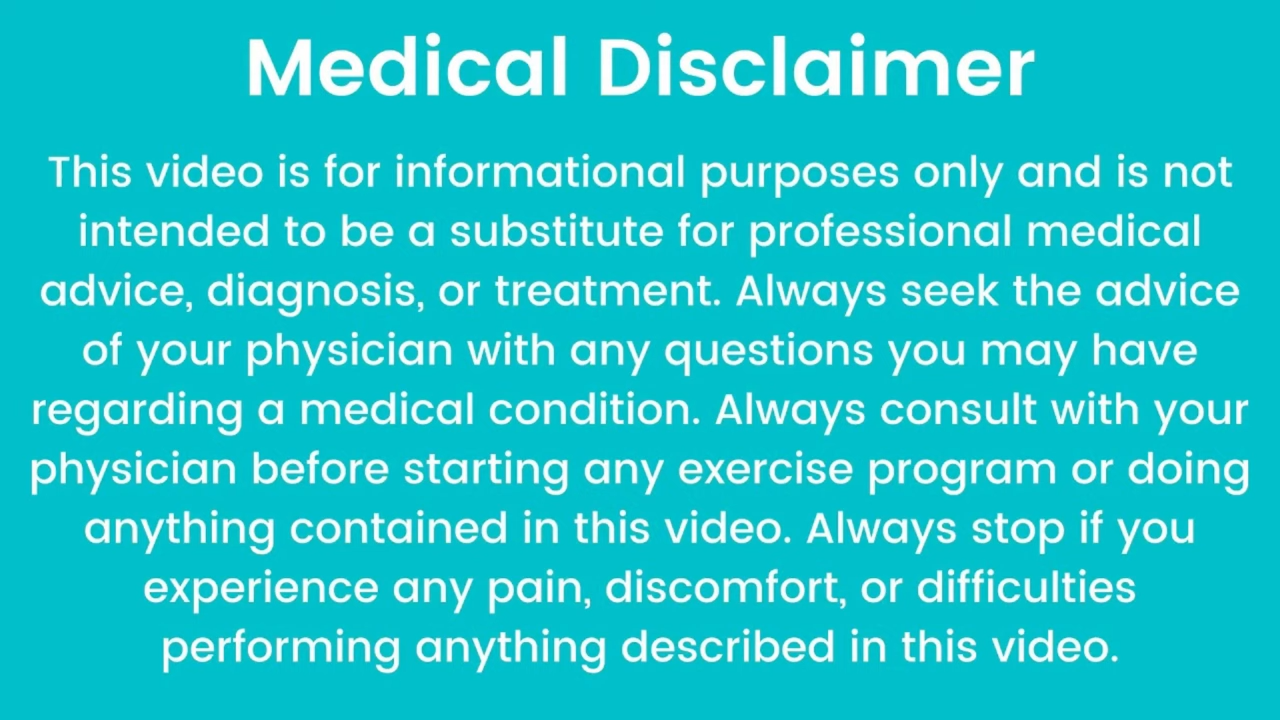 Medical Disclaimer
This video is for informational purposes only and is not
intended to be a substitute for professional medical
advice, diagnosis, or treatment. Always seek the advice
of your physician with any questions you may have
regarding a medical condition. Always consult with your
physician before starting any exercise program or doing
anything contained in this video. Always stop if you
experience any pain, discomfort, or difficulties
performing anything described in this video.